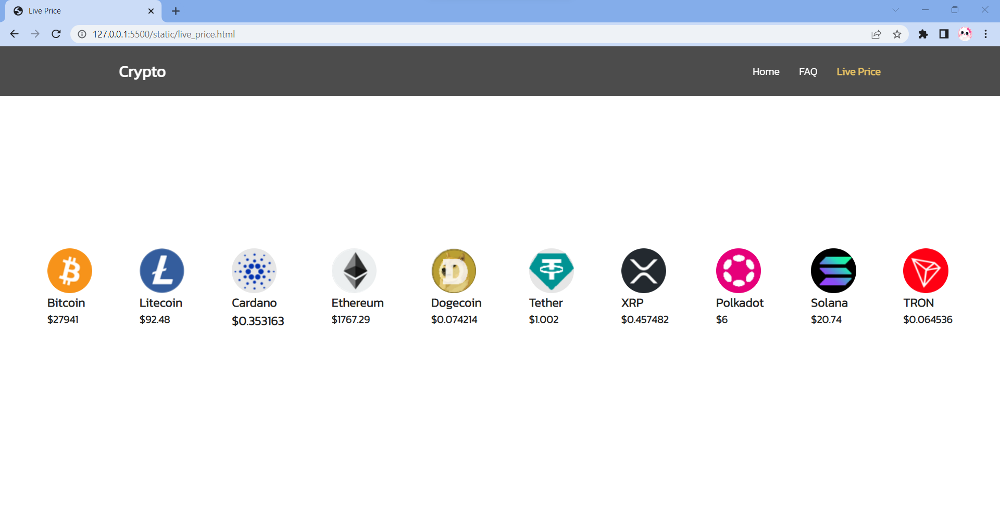 Live Price
127.0.0.1:5500/static/live_price.html
Crypto
Home FAQ Live Price
Bitcoin Litecoin Cardano Ethereum Dogecoin Tether XRP Polkadot Solana TRON
$27941 $92.48 $0.353163 $1767.29 $0.074214 $1.002 $0.457482 $6 $20.74 $0.064536